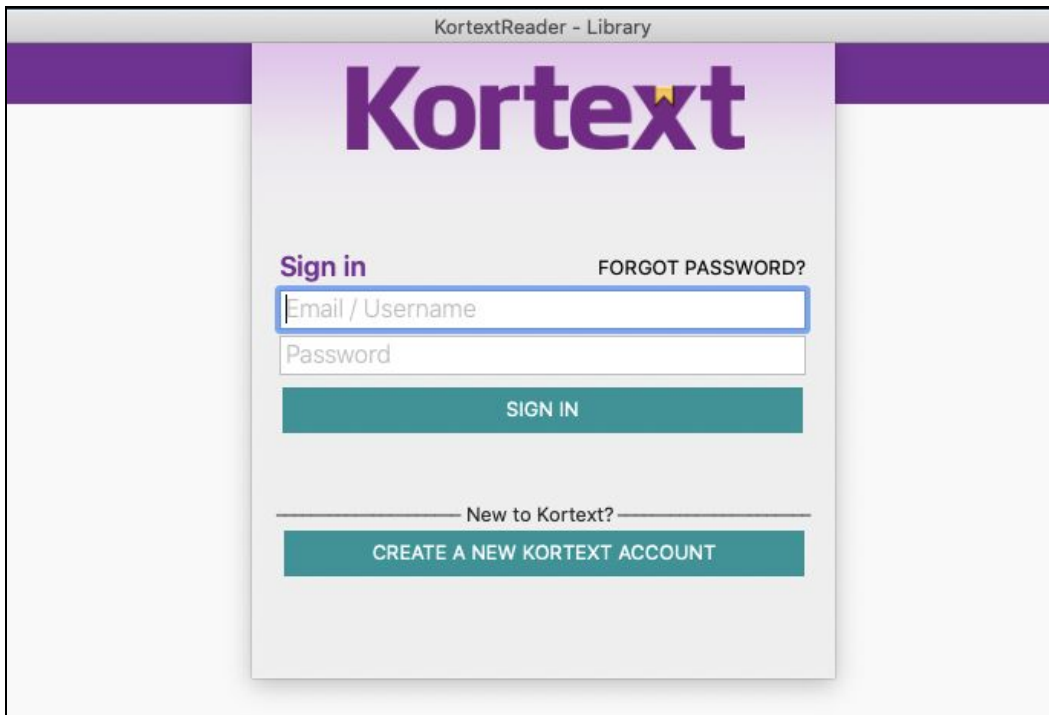 KortextReader - Library
Kortext
Sign in FORGOT PASSWORD?
Email / Username
Password
SIGN IN
New to Kortext?
CREATE A NEW KORTEXT ACCOUNT